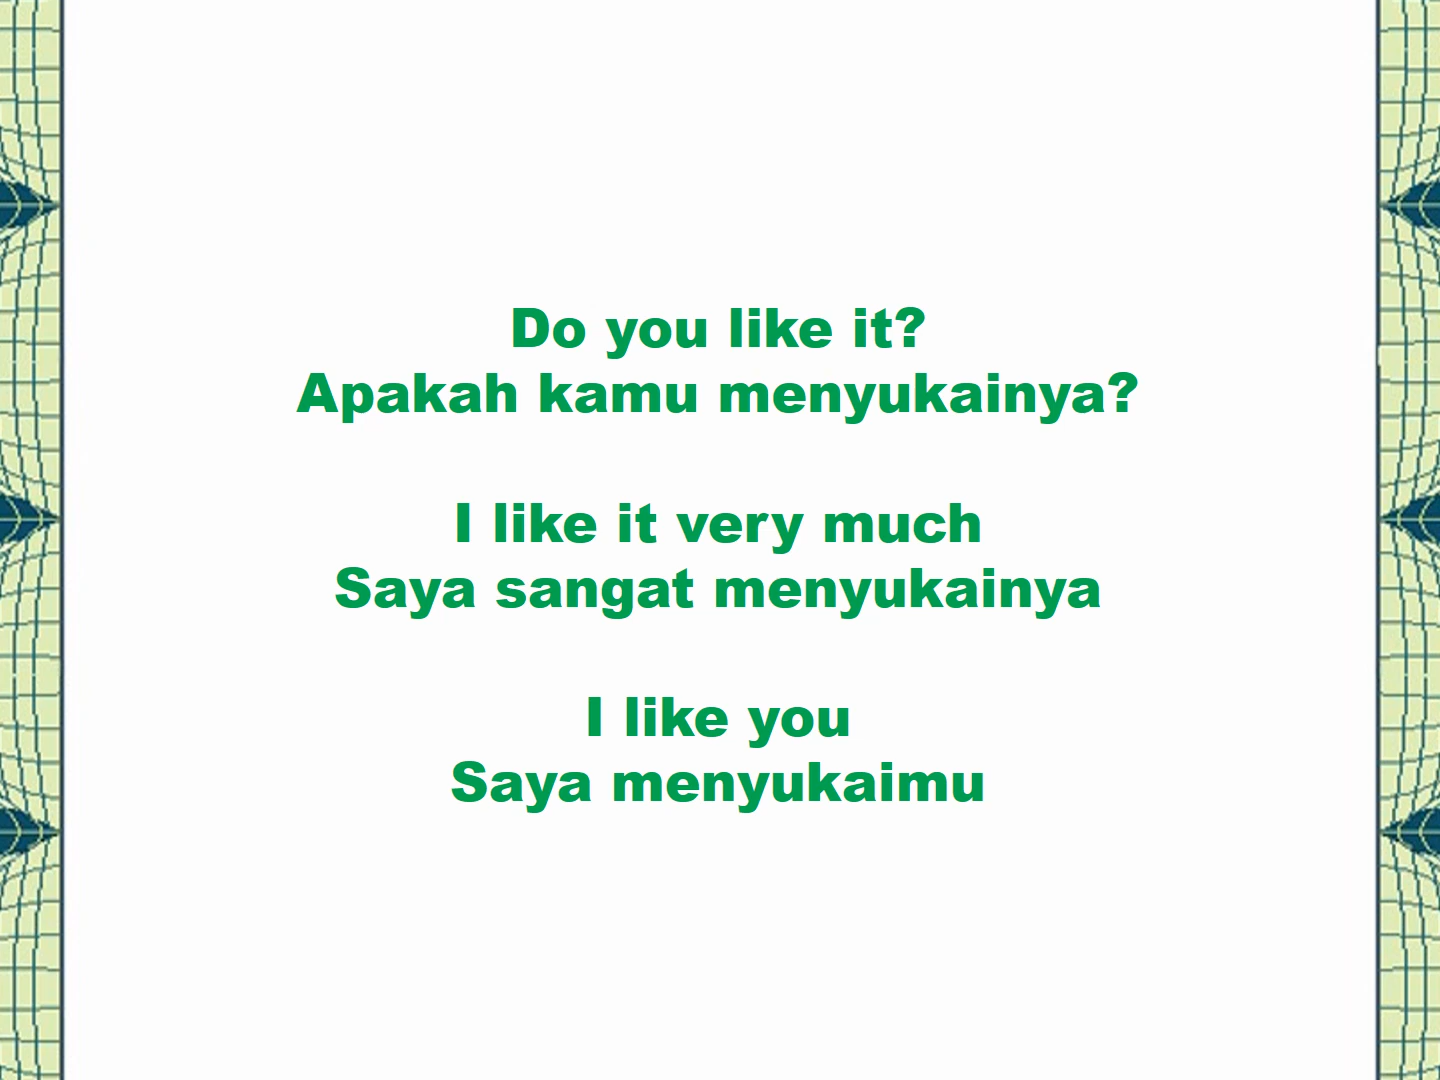 Do you like it?
Apakah kamu menyukainya?
I like it very much
Saya sangat menyukainya
I like you
Saya menyukaimu